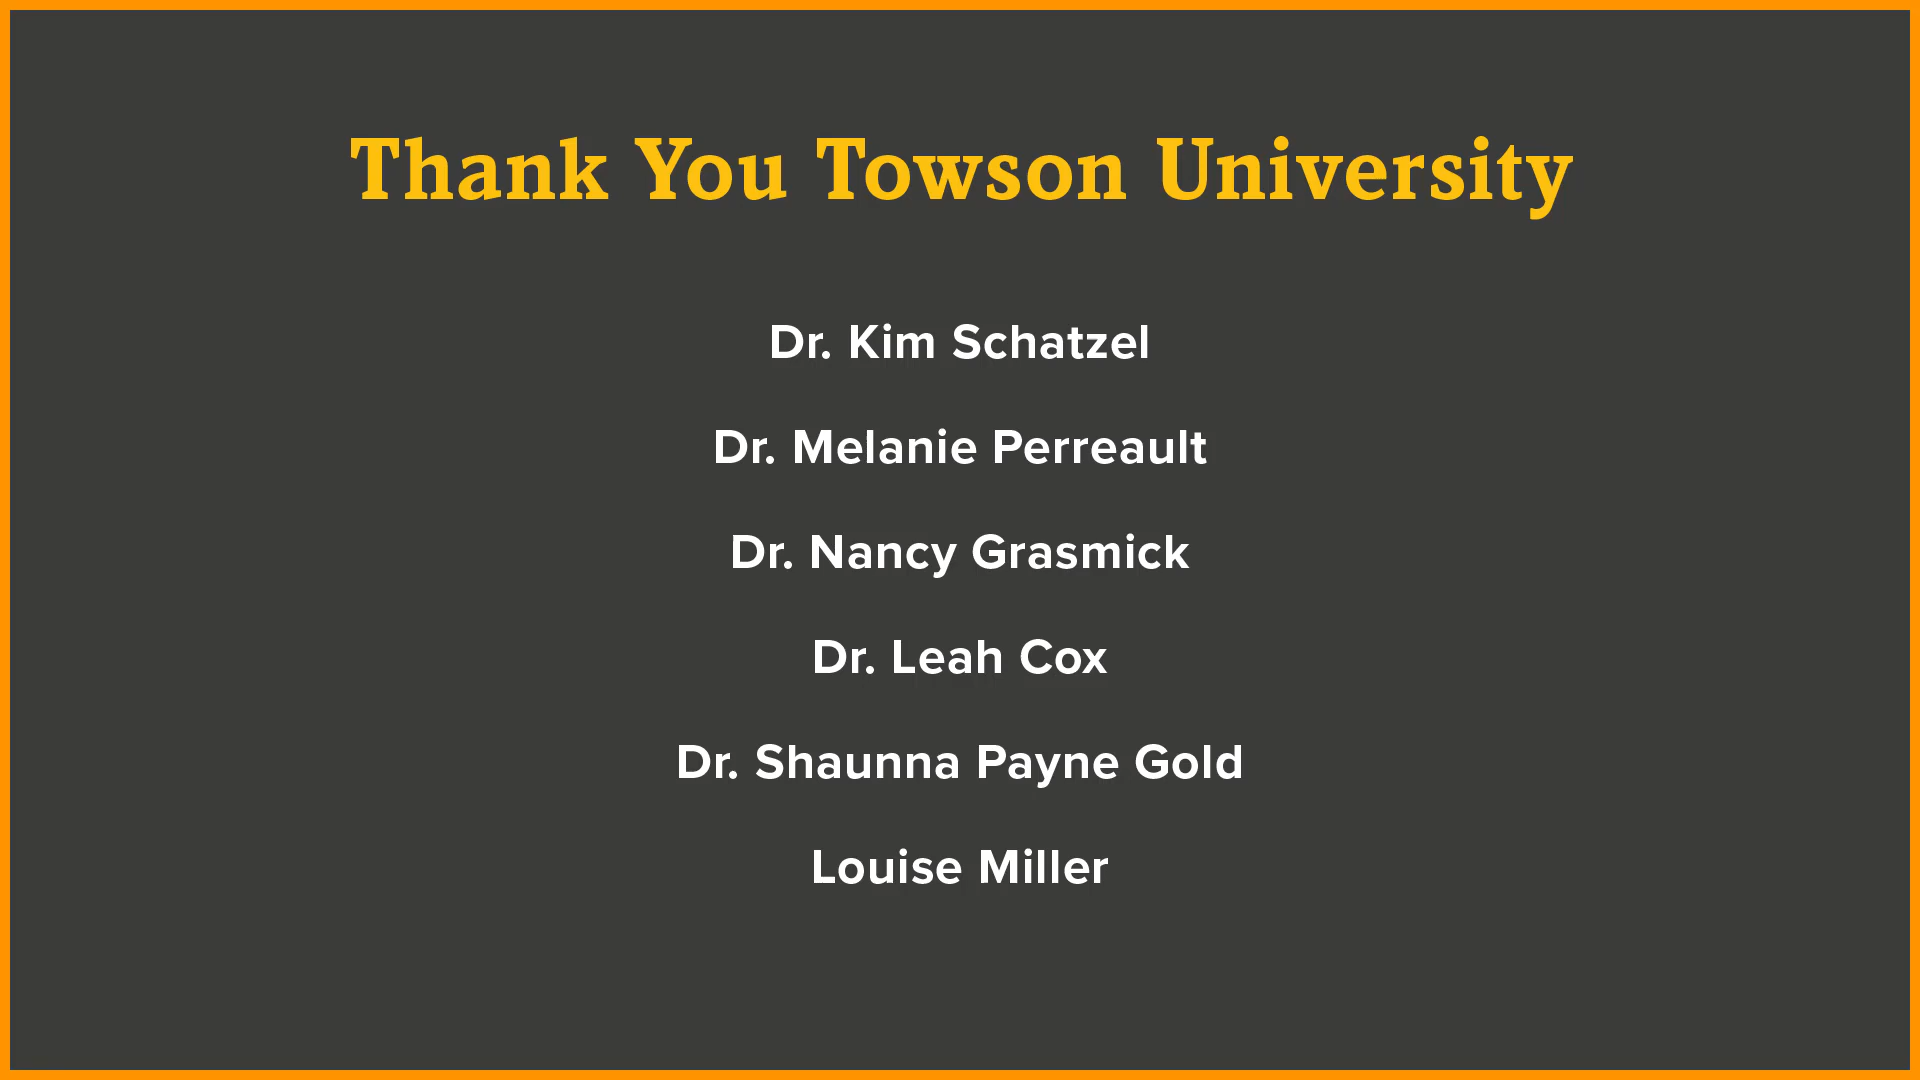 Thank You Towson University
Dr. Kim Schatzel
Dr. Melanie Perreault
Dr. Nancy Grasmick
Dr. Leah Cox
Dr. Shaunna Payne Gold
Louise Miller